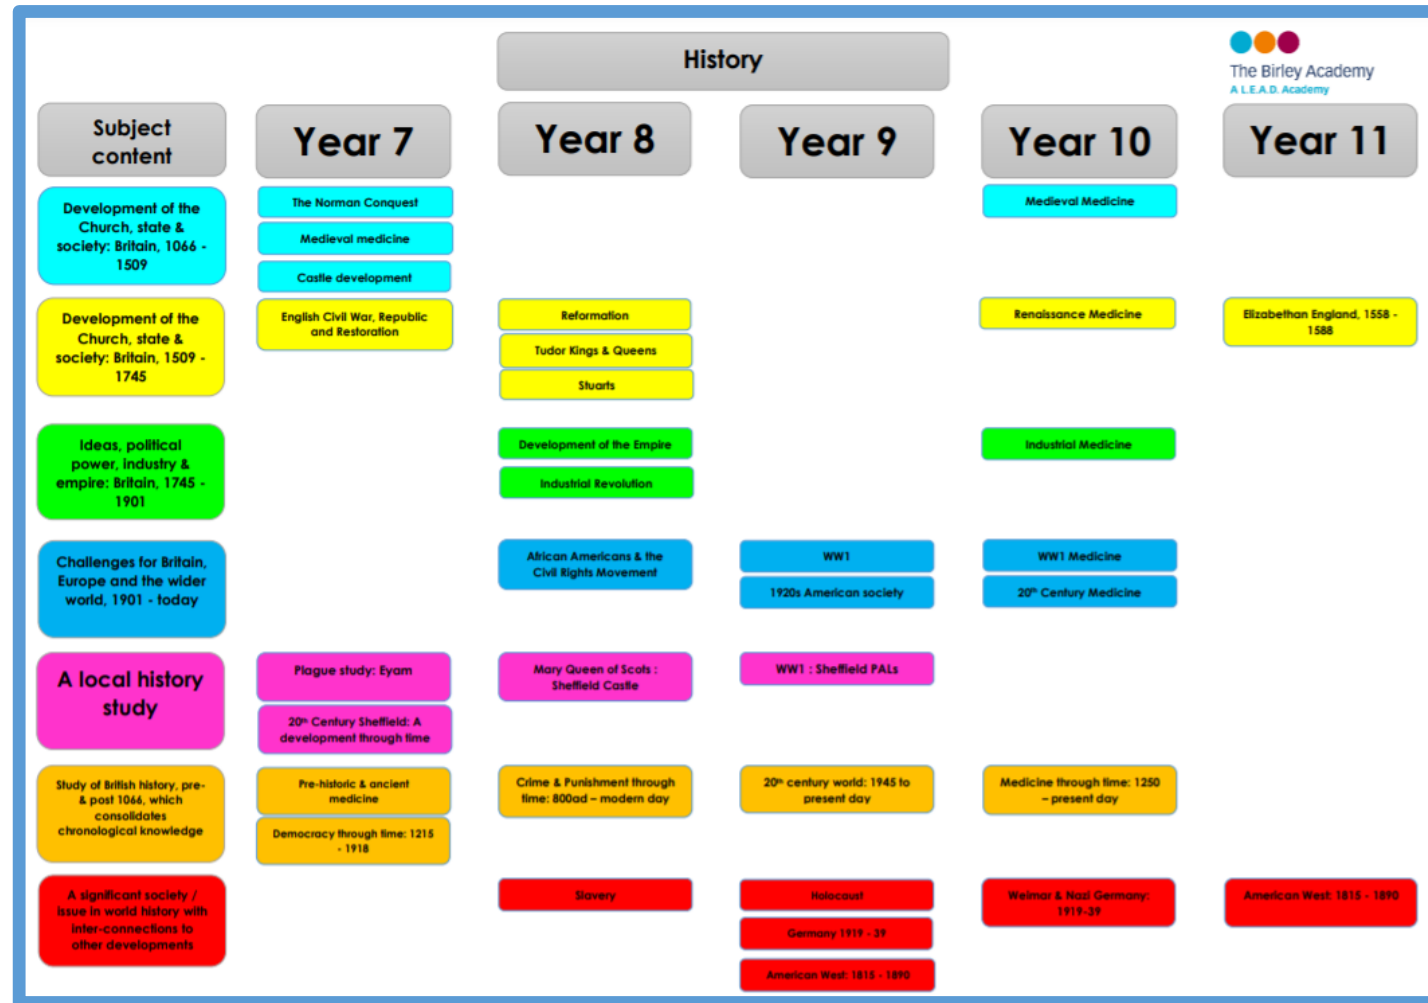 History
The Birley Academy
A L.E.A.D. Academy
Subject
content
Year 7
Year 8
Year 9
Year 10
Year 11
Development of the
Church, state &
society: Britain, 1066 -
1509
The Norman Conquest
Medieval medicine
Castle development
Medieval Medicine
Development of the
Church, state &
society: Britain, 1509 -
1745
English Civil War, Republic
and Restoration
Reformation
Tudor Kings & Queens
Stuarts
Renaissance Medicine
Elizabethan England, 1558 -
1588
Ideas, political
power, industry &
empire: Britain, 1745 -
1901
Development of the Empire
Industrial Revolution
Industrial Medicine
Challenges for Britain,
Europe and the wider
world, 1901 - today
African Americans & the
Civil Rights Movement
WW1
1920s American society
WW1 Medicine
20th Century Medicine
A local history
study
Plague study: Eyam
20th Century Sheffield: A
development through time
Mary Queen of Scots :
Sheffield Castle
WW1 : Sheffield PALs
Study of British history, pre-
& post 1066, which
consolidates
chronological knowledge
Pre-historic & ancient
medicine
Democracy through time: 1215
- 1918
Crime & Punishment through
time: 800ad – modern day
20th century world: 1945 to
present day
Medicine through time: 1250
– present day
A significant society /
issue in world history with
inter-connections to
other developments
Slavery
Holocaust
Germany 1919 - 39
American West: 1815 - 1890
Weimar & Nazi Germany:
1919-39
American West: 1815 - 1890